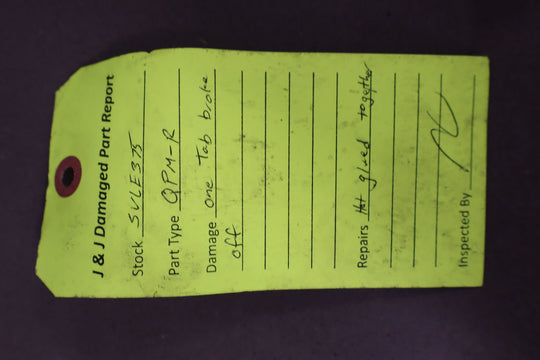 J & J Damaged Part Report
Stock SVLE335
Part Type QPM-R
Damage one Tab broke
off
Repairs Hot glued together
Inspected By